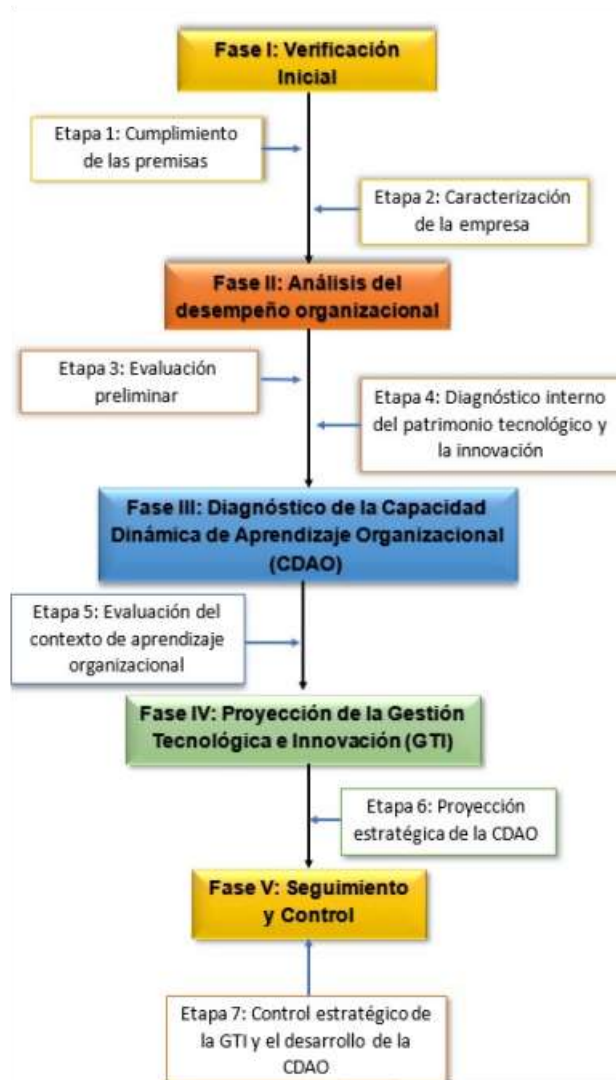 Fase I: Verificación
Inicial
Etapa 1: Cumplimiento
de las premisas
Etapa 2: Caracterización
de la empresa
Fase II: Análisis del
desempeño organizacional
Etapa 3: Evaluación
preliminar
Etapa 4: Diagnóstico interno
del patrimonio tecnológico y
la innovación
Fase III: Diagnóstico de la Capacidad
Dinámica de Aprendizaje Organizacional
(CDAO)
Etapa 5: Evaluación del
contexto de aprendizaje
organizacional
Fase IV: Proyección de la Gestión
Tecnológica e Innovación (GTI)
Etapa 6: Proyección
estratégica de la CDAO
Fase V: Seguimiento
y Control
Etapa 7: Control estratégico de
la GTI y el desarrollo de la
CDAO